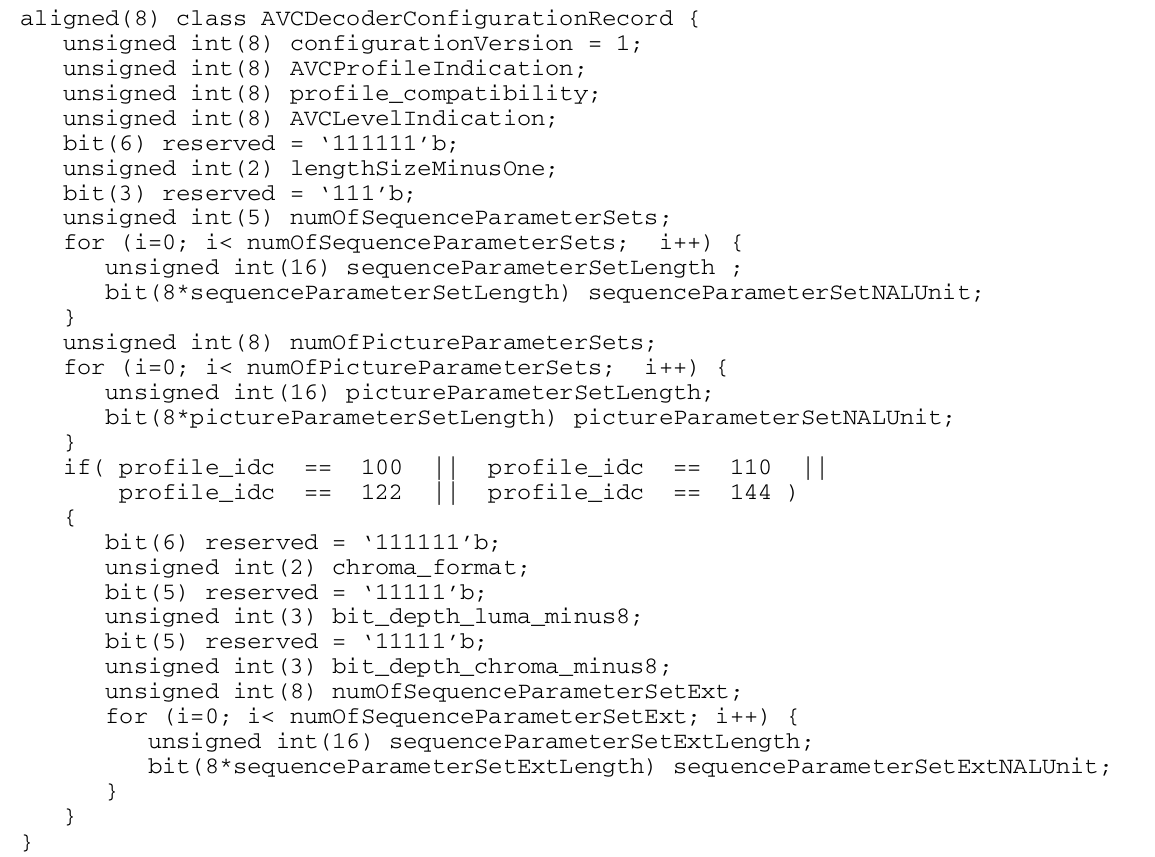 aligned(8) class AVCDecoderConfigurationRecord {
   unsigned int(8) configurationVersion = 1;
   unsigned int(8) AVCProfileIndication;
   unsigned int(8) profile_compatibility;
   unsigned int(8) AVCLevelIndication;
   bit(6) reserved = ‘111111’b;
   unsigned int(2) lengthSizeMinusOne;
   bit(3) reserved = ‘111’b;
   unsigned int(5) numOfSequenceParameterSets;
   for (i=0; i< numOfSequenceParameterSets;  i++) {
      unsigned int(16) sequenceParameterSetLength ;
      bit(8*sequenceParameterSetLength) sequenceParameterSetNALUnit;
   }
   unsigned int(8) numOfPictureParameterSets;
   for (i=0; i< numOfPictureParameterSets;  i++) {
      unsigned int(16) pictureParameterSetLength;
      bit(8*pictureParameterSetLength) pictureParameterSetNALUnit;
   }
   if( profile_idc  ==  100  ||  profile_idc  ==  110  ||
       profile_idc  ==  122  ||  profile_idc  ==  144 )
   {
      bit(6) reserved = ‘111111’b;
      unsigned int(2) chroma_format;
      bit(5) reserved = ‘11111’b;
      unsigned int(3) bit_depth_luma_minus8;
      bit(5) reserved = ‘11111’b;
      unsigned int(3) bit_depth_chroma_minus8;
      unsigned int(8) numOfSequenceParameterSetExt;
      for (i=0; i< numOfSequenceParameterSetExt; i++) {
         unsigned int(16) sequenceParameterSetExtLength;
         bit(8*sequenceParameterSetExtLength) sequenceParameterSetExtNALUnit;
      }
   }
}